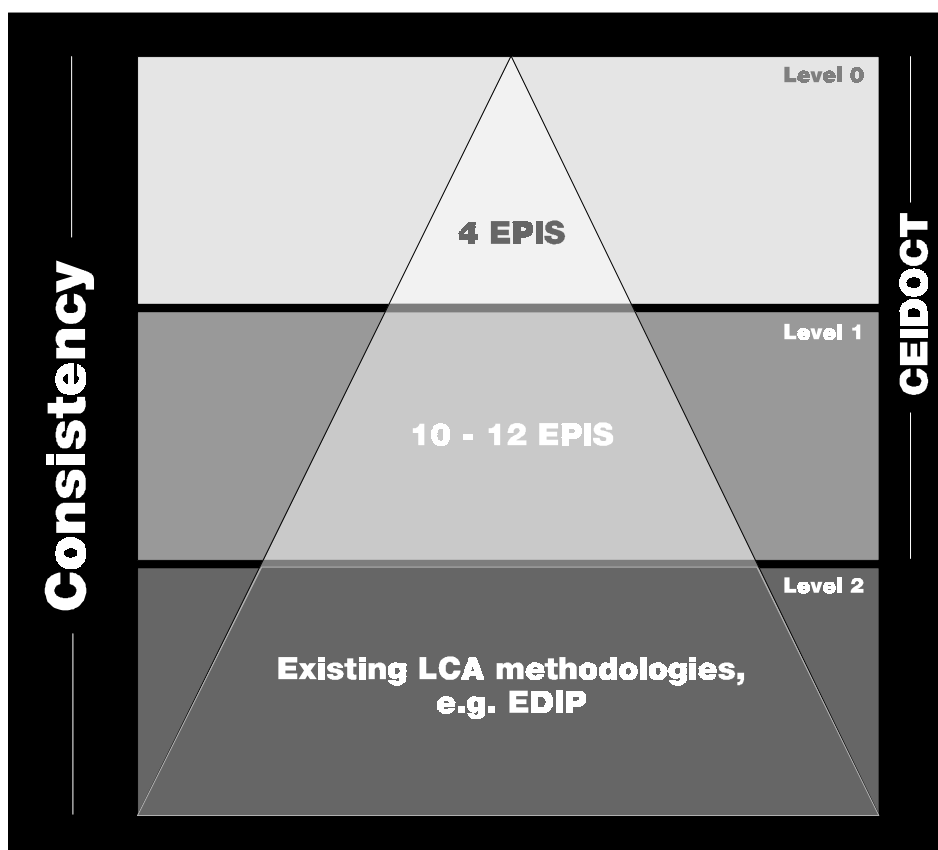 Level 0
4 EPIS
Consistency
CEIDOCT
Level 1
10 - 12 EPIS
Level 2
Existing LCA methodologies,
e.g. EDIP